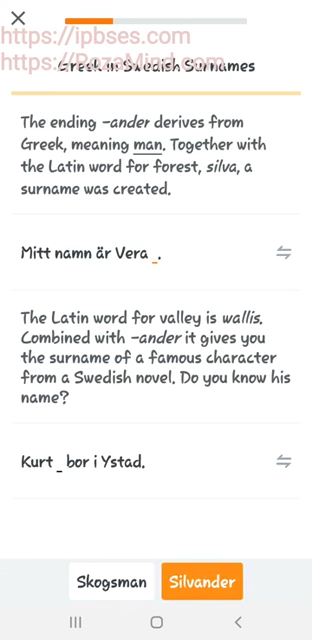 https://ipbses.com
https://RozaMind.com
Greek in Swedish Surnames
The ending -ander derives from
Greek, meaning man. Together with
the Latin word for forest, silva, a
surname was created.
Mitt namn är Vera _.
The Latin word for valley is wallis.
Combined with -ander it gives you
the surname of a famous character
from a Swedish novel. Do you know his
name?
Kurt _ bor i Ystad.
Skogsman Silvander